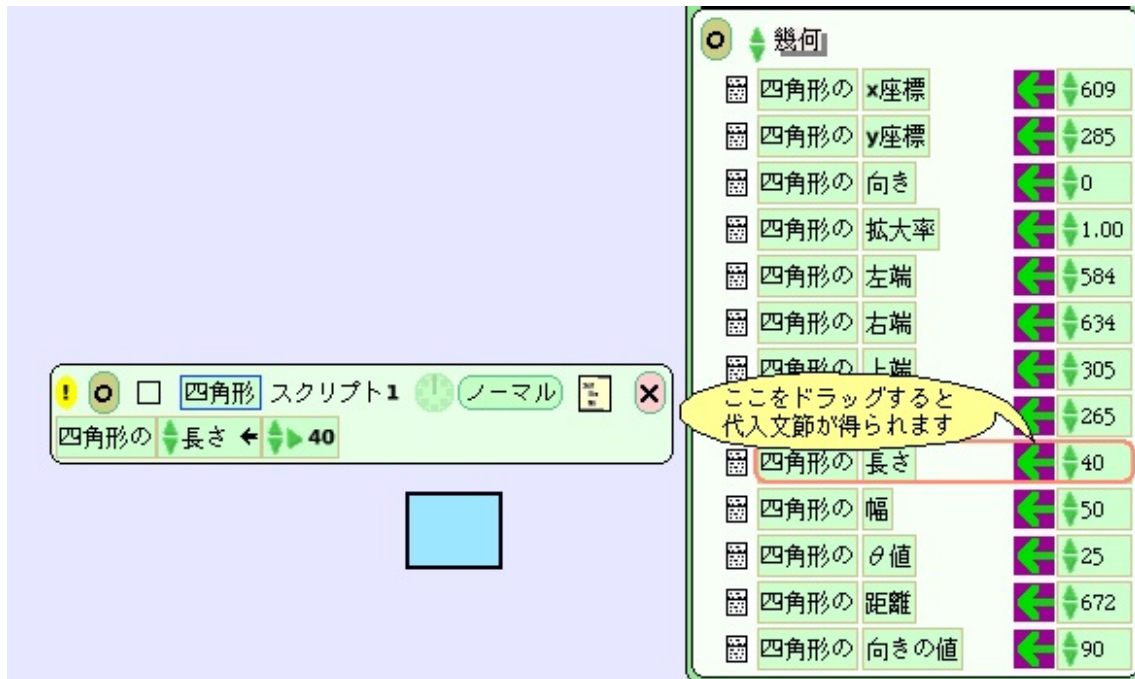 幾何
四角形の x座標 609
四角形の y座標 285
四角形の 向き 0
四角形の 拡大率 1.00
四角形の 左端 584
四角形の 右端 634
四角形の 上端 305
265
四角形の 長さ 40
四角形の 幅 50
四角形の θ値 25
四角形の 距離 672
四角形の 向きの値 90
ここをドラッグすると
代入文節が得られます
! 四角形 スクリプト1 ノーマル
四角形の 長さ ← 40